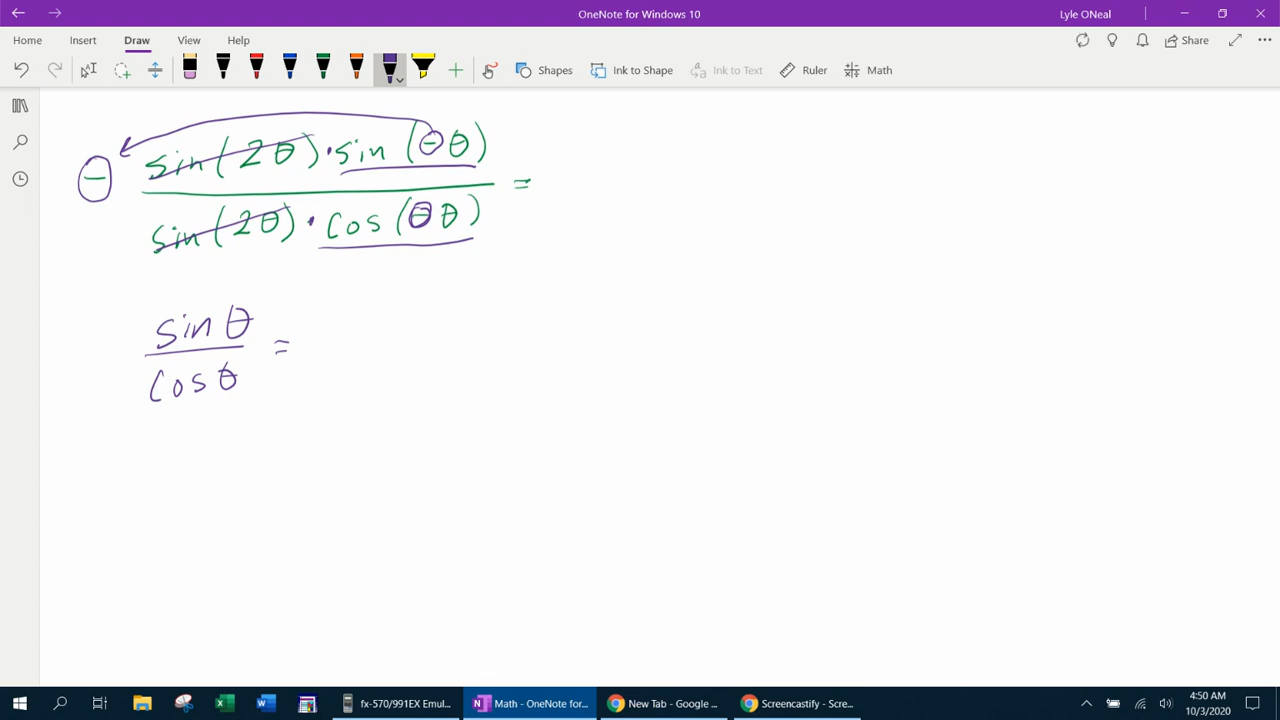 OneNote for Windows 10
Lyle ONeal
Home Insert Draw View Help
Share
Shapes Ink to Shape Ink to Text Ruler Math
− sin(2θ)·sin(−θ)
sin(2θ)·cos(−θ) =
sin θ
cos θ =
fx-570/991EX Emul... Math - OneNote for... New Tab - Google ... Screencastify - Scre...
4:50 AM
10/3/2020